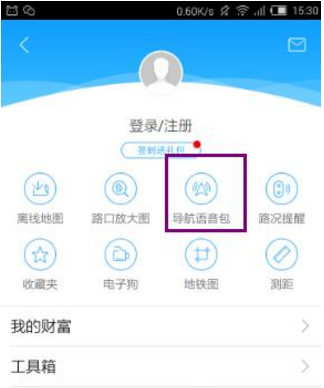 0.60K/s 15:30
登录/注册
签到送礼包
离线地图 路口放大图 导航语音包 路况提醒
收藏夹 电子狗 地铁图 测距
我的财富
工具箱